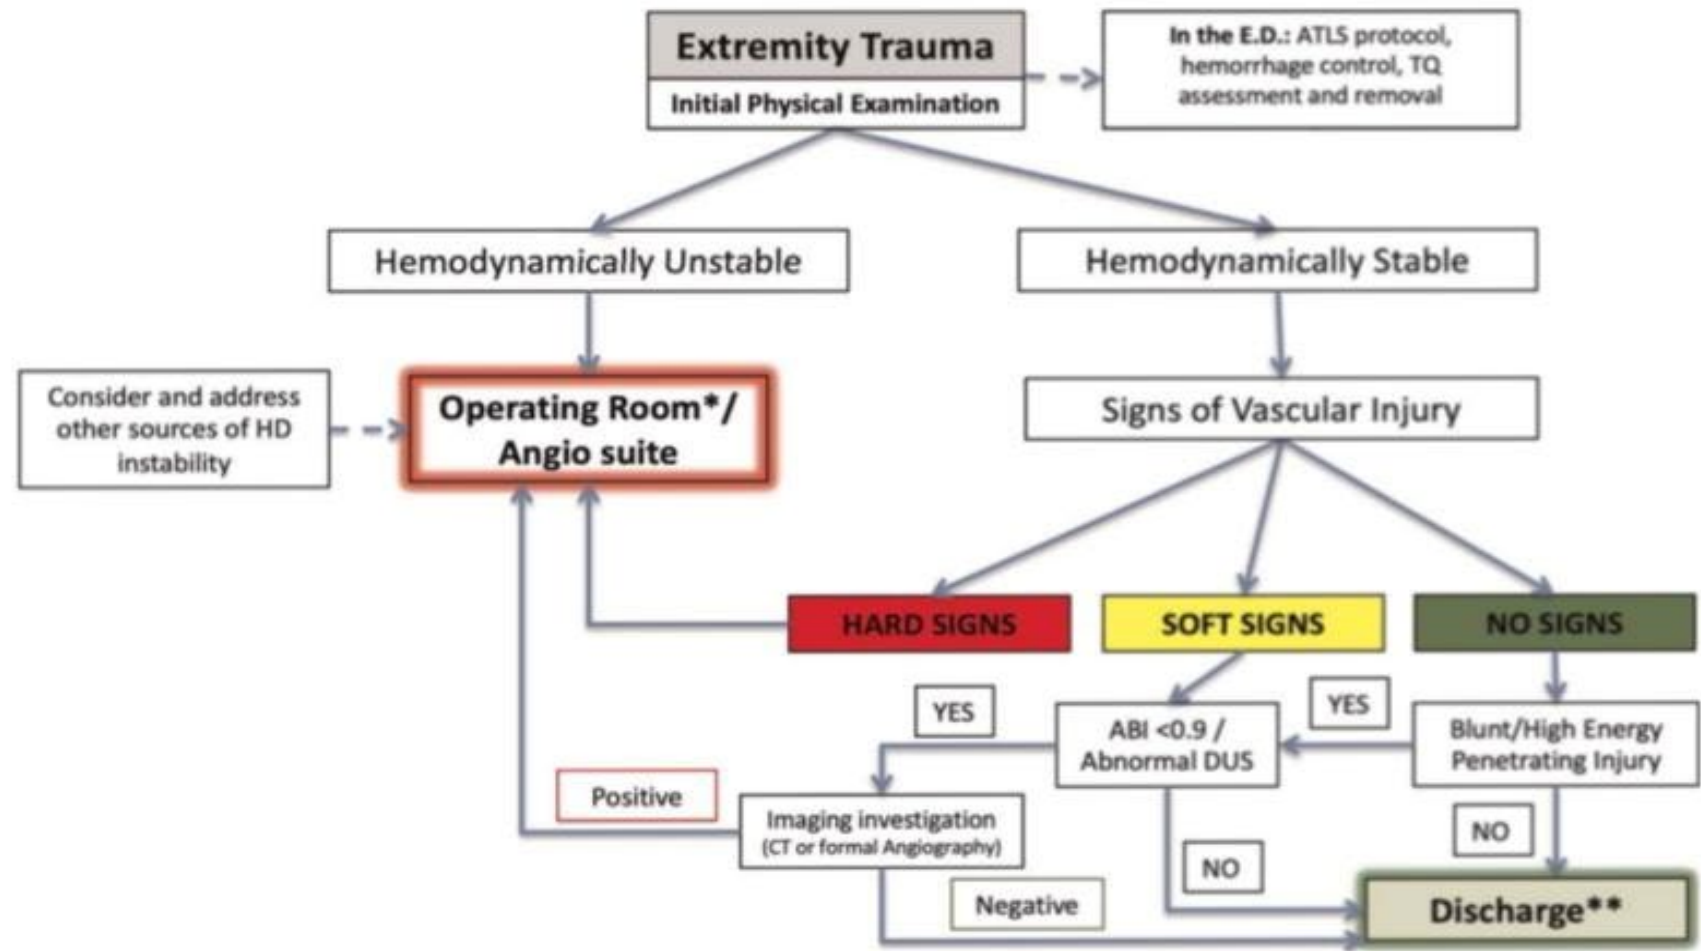 Extremity Trauma
Initial Physical Examination
In the E.D.: ATLS protocol,
hemorrhage control, TQ
assessment and removal
Hemodynamically Unstable
Hemodynamically Stable
Consider and address
other sources of HD
instability
Operating Room*/
Angio suite
Signs of Vascular Injury
HARD SIGNS
SOFT SIGNS
NO SIGNS
YES
ABI <0.9 /
Abnormal DUS
YES
Blunt/High Energy
Penetrating Injury
Positive
Imaging investigation
(CT or formal Angiography)
NO
NO
Negative
Discharge**